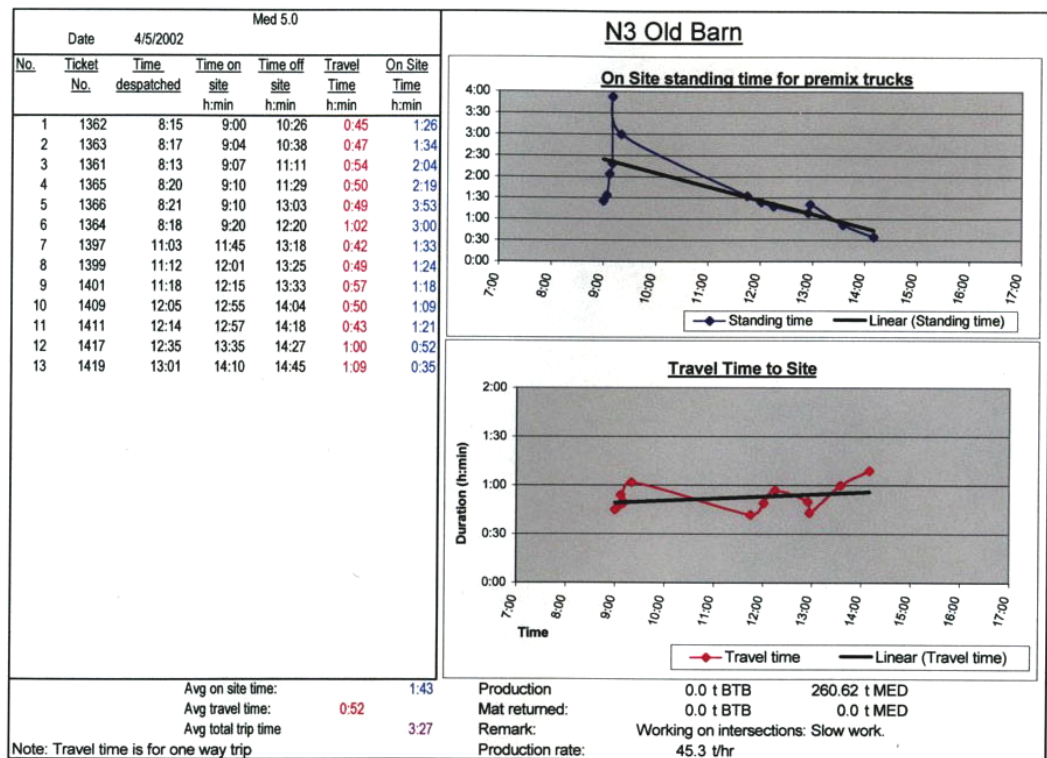 Med 5.0
Date 4/5/2002
No. Ticket No. Time despatched Time on site h:min Time off site h:min Travel Time h:min On Site Time h:min
1 1362 8:15 9:00 10:26 0:45 1:26
2 1363 8:17 9:04 10:38 0:47 1:34
3 1361 8:13 9:07 11:11 0:54 2:04
4 1365 8:20 9:10 11:29 0:50 2:19
5 1366 8:21 9:10 13:03 0:49 3:53
6 1364 8:18 9:20 12:20 1:02 3:00
7 1397 11:03 11:45 13:18 0:42 1:33
8 1399 11:12 12:01 13:25 0:49 1:24
9 1401 11:18 12:15 13:33 0:57 1:18
10 1409 12:05 12:55 14:04 0:50 1:09
11 1411 12:14 12:57 14:18 0:43 1:21
12 1417 12:35 13:35 14:27 1:00 0:52
13 1419 13:01 14:10 14:45 1:09 0:35
Avg on site time: 1:43
Avg travel time: 0:52
Avg total trip time 3:27
Note: Travel time is for one way trip
N3 Old Barn
On Site standing time for premix trucks
4:00
3:30
3:00
2:30
2:00
1:30
1:00
0:30
0:00
7:00 8:00 9:00 10:00 11:00 12:00 13:00 14:00 15:00 16:00 17:00
Standing time Linear (Standing time)
Travel Time to Site
Duration (h:min)
2:00
1:30
1:00
0:30
0:00
7:00 8:00 9:00 10:00 11:00 12:00 13:00 14:00 15:00 16:00 17:00
Time
Travel time Linear (Travel time)
Production 0.0 t BTB 260.62 t MED
Mat returned: 0.0 t BTB 0.0 t MED
Remark: Working on intersections: Slow work.
Production rate: 45.3 t/hr